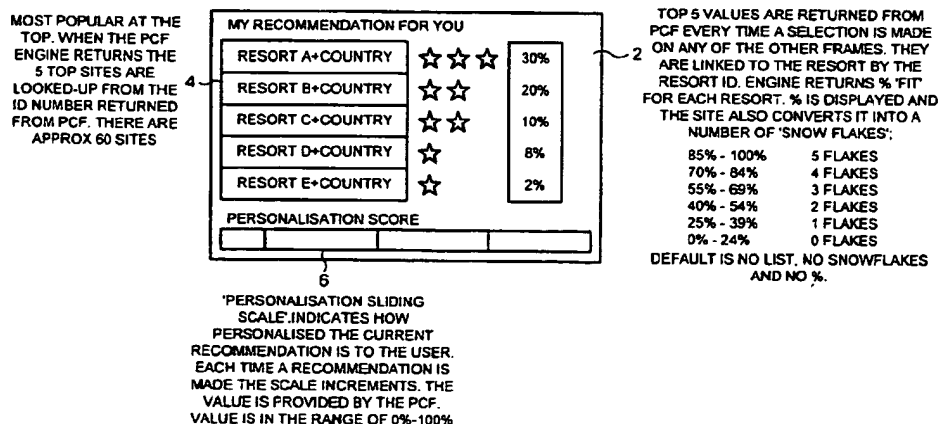 MOST POPULAR AT THE
TOP. WHEN THE PCF
ENGINE RETURNS THE
5 TOP SITES ARE
LOOKED-UP FROM THE
ID NUMBER RETURNED
FROM PCF. THERE ARE
APPROX 60 SITES
4
MY RECOMMENDATION FOR YOU
RESORT A+COUNTRY 30%
RESORT B+COUNTRY 20%
RESORT C+COUNTRY 10%
RESORT D+COUNTRY 8%
RESORT E+COUNTRY 2%
PERSONALISATION SCORE
2
6
TOP 5 VALUES ARE RETURNED FROM
PCF EVERY TIME A SELECTION IS MADE
ON ANY OF THE OTHER FRAMES. THEY
ARE LINKED TO THE RESORT BY THE
RESORT ID. ENGINE RETURNS % 'FIT'
FOR EACH RESORT. % IS DISPLAYED AND
THE SITE ALSO CONVERTS IT INTO A
NUMBER OF 'SNOW FLAKES';
85% - 100% 5 FLAKES
70% - 84% 4 FLAKES
55% - 69% 3 FLAKES
40% - 54% 2 FLAKES
25% - 39% 1 FLAKES
0% - 24% 0 FLAKES
DEFAULT IS NO LIST, NO SNOWFLAKES
AND NO %.
'PERSONALISATION SLIDING
SCALE'.INDICATES HOW
PERSONALISED THE CURRENT
RECOMMENDATION IS TO THE USER.
EACH TIME A RECOMMENDATION IS
MADE THE SCALE INCREMENTS. THE
VALUE IS PROVIDED BY THE PCF.
VALUE IS IN THE RANGE OF 0%-100%